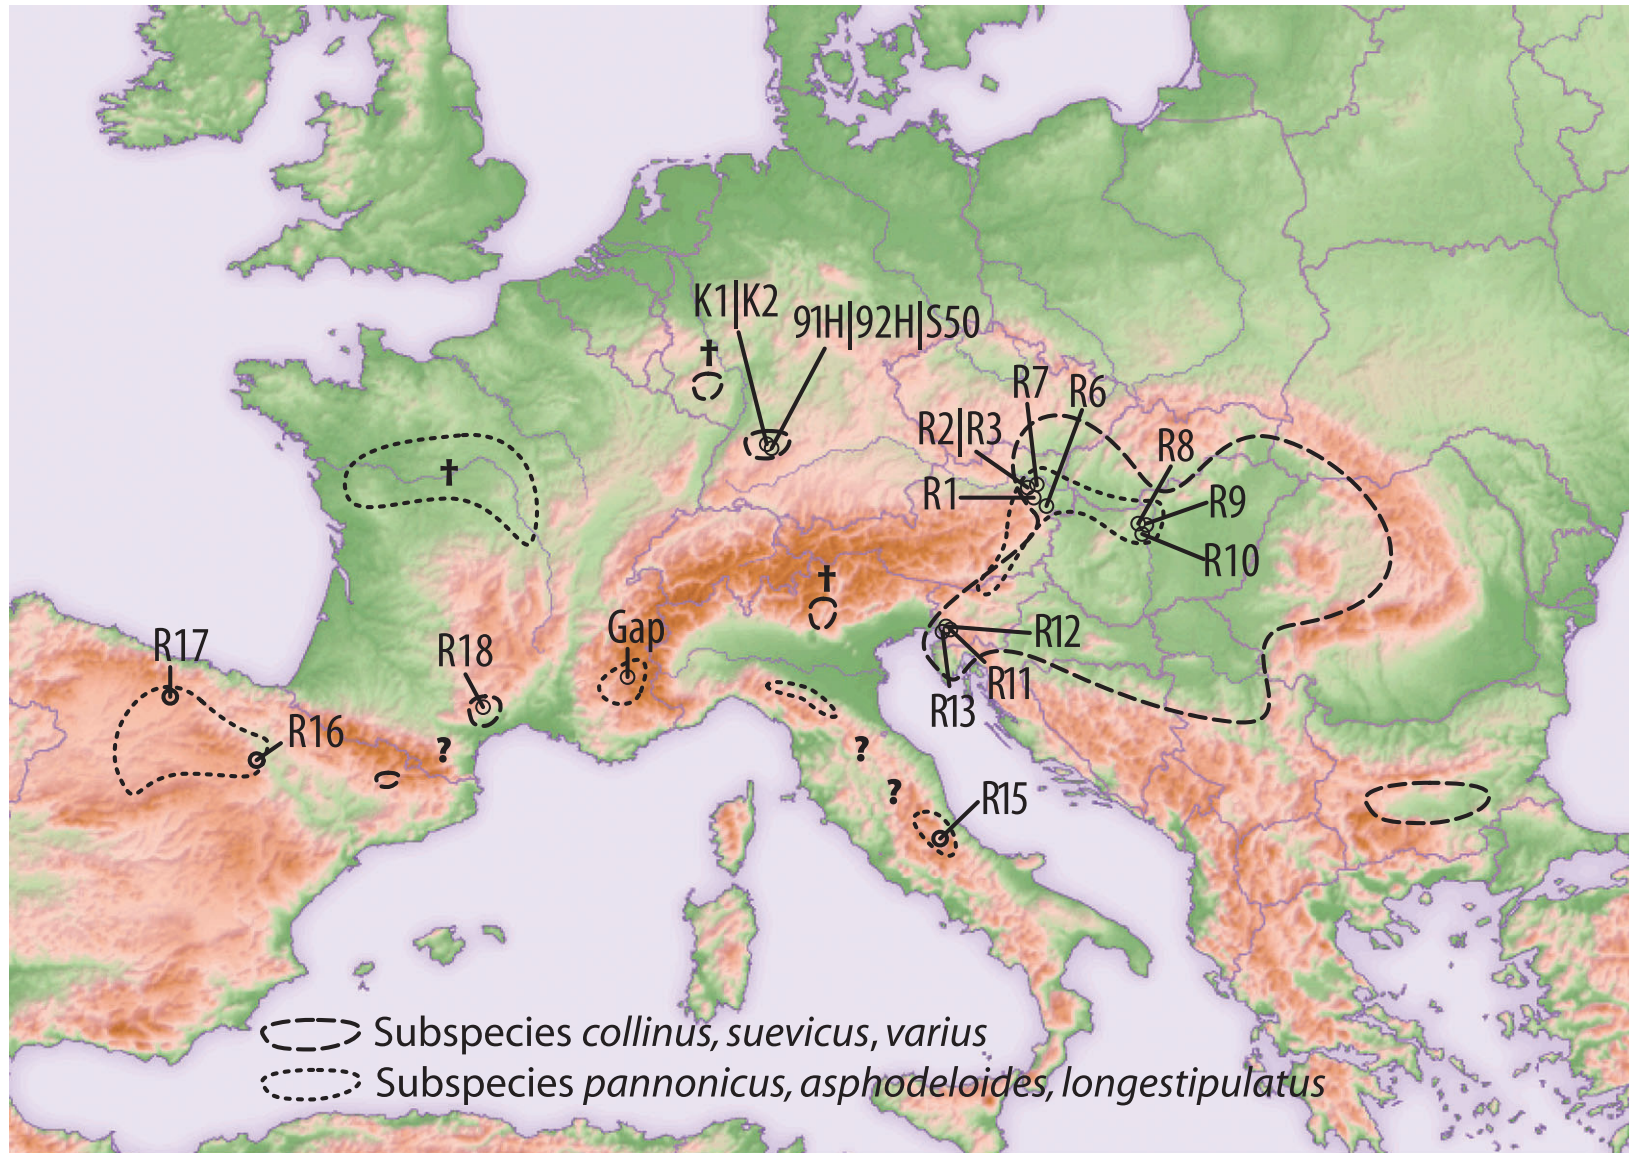 K1|K2
91H|92H|S50
†
R7
R6
R2|R3
R8
†
R1
R9
R10
†
Gap
R12
R17
R18
R11
R13
R16
?
?
?
R15
Subspecies collinus, suevicus, varius
Subspecies pannonicus, asphodeloides, longestipulatus